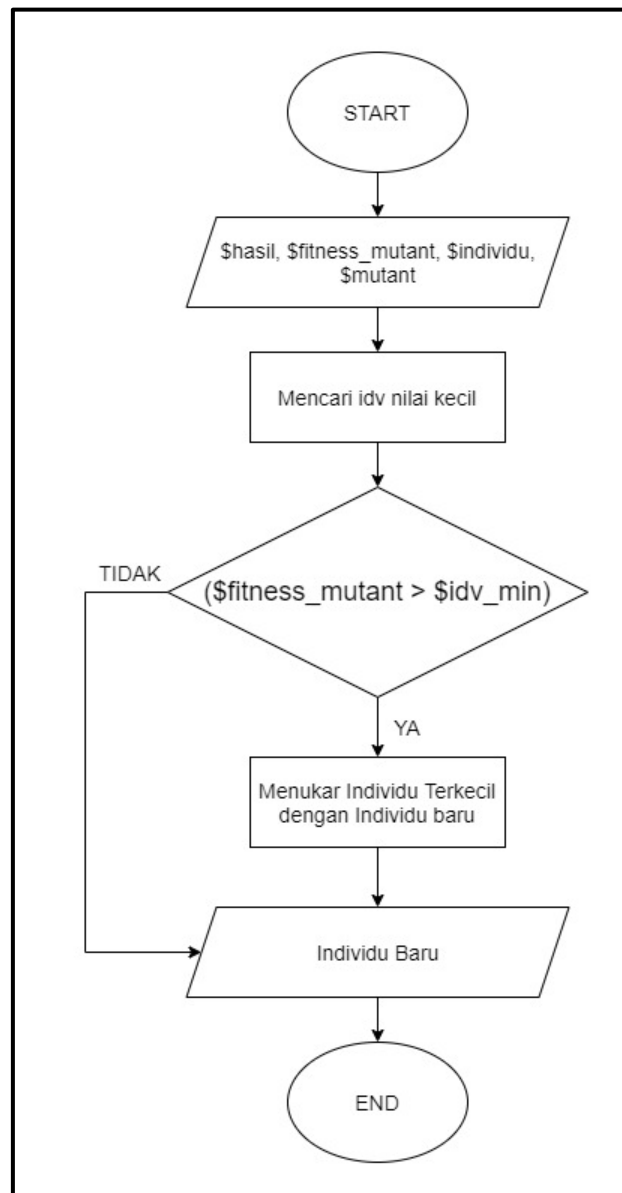 START
$hasil, $fitness_mutant, $individu,
$mutant
Mencari idv nilai kecil
TIDAK
($fitness_mutant > $idv_min)
YA
Menukar Individu Terkecil
dengan Individu baru
Individu Baru
END